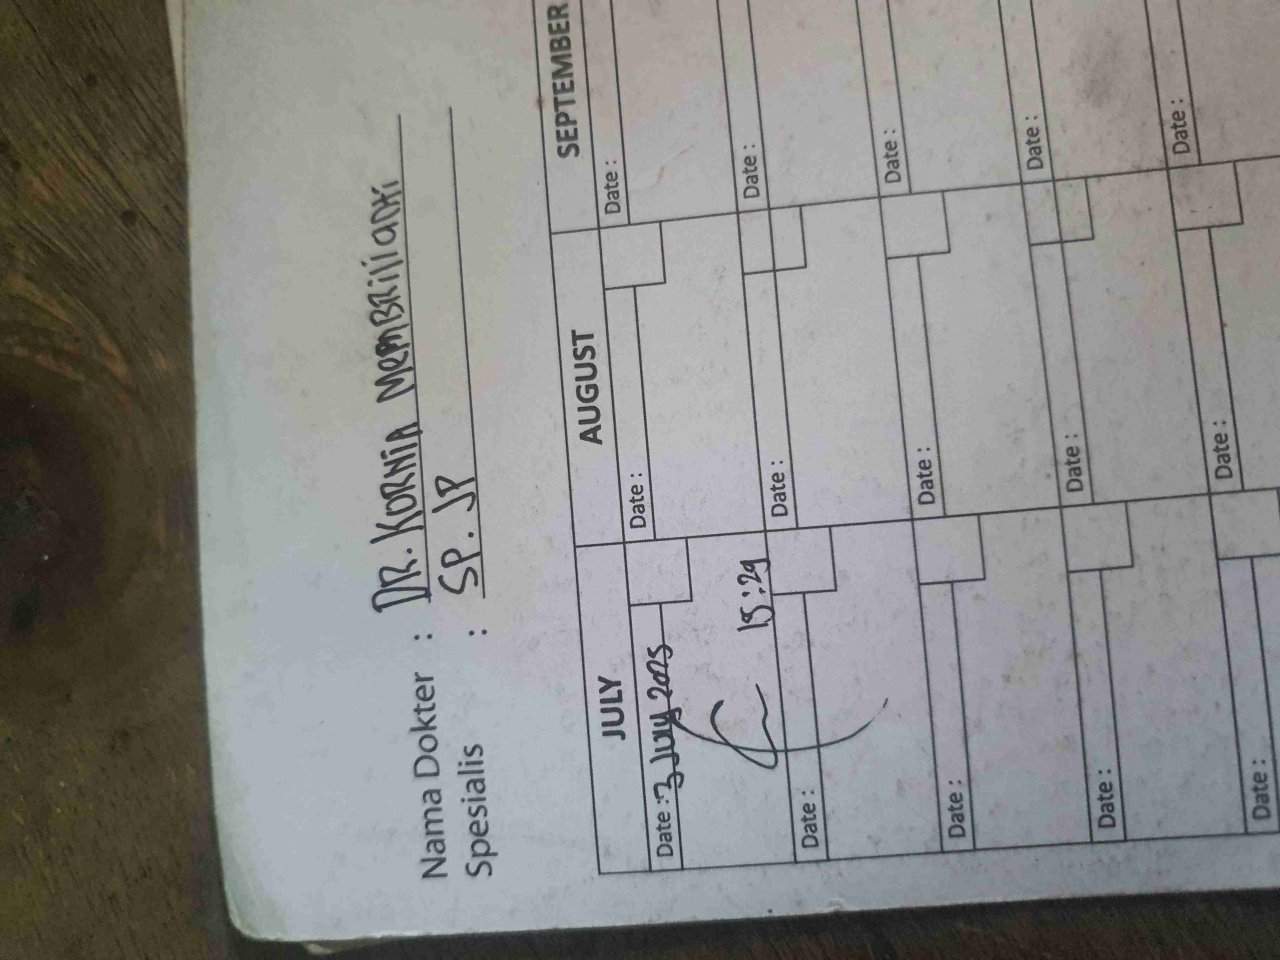 Nama Dokter : DR. KORNIA MEMBRILIADXI
Spesialis : SP. JP
JULY AUGUST SEPTEMBER
Date : 3 July 2025 Date : Date :
15:29
Date : Date : Date :
Date : Date : Date :
Date : Date : Date :
Date : Date : Date :